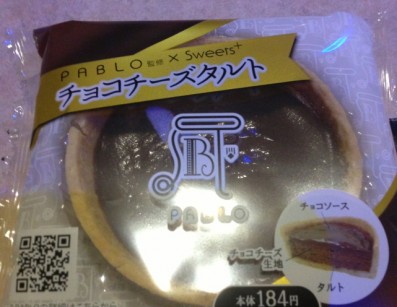 PABLO監修 × Sweets+
チョコチーズタルト
PABLO
チョコソース
チョコチーズ
生地
タルト
本体184円